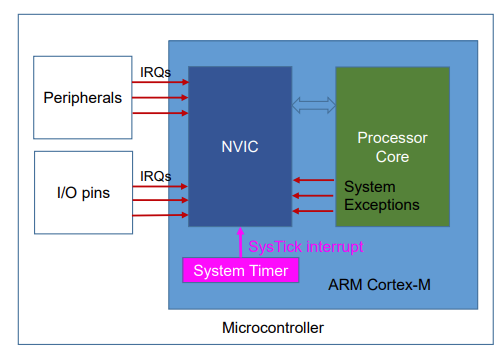 IRQs
Peripherals
NVIC
Processor
Core
IRQs
I/O pins
System
Exceptions
SysTick interrupt
System Timer
ARM Cortex-M
Microcontroller